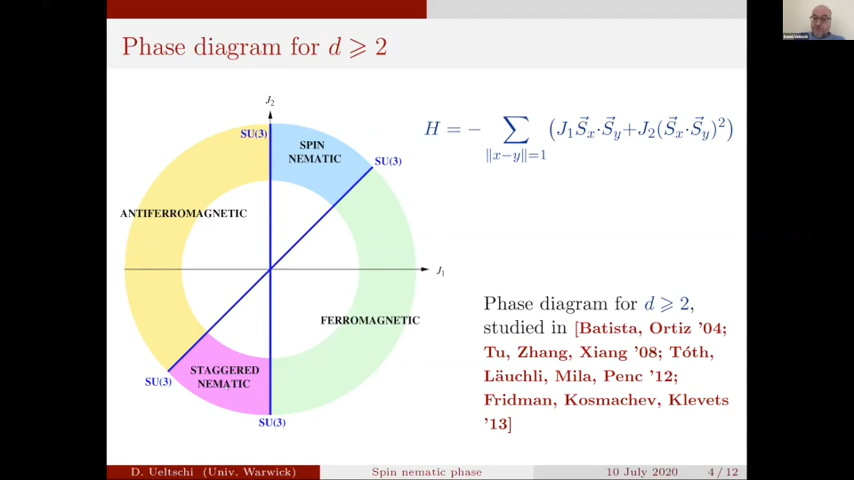 Phase diagram for d ⩾ 2
J₂
SU(3)
SPIN
NEMATIC
SU(3)
ANTIFERROMAGNETIC
J₁
FERROMAGNETIC
STAGGERED
NEMATIC
SU(3)
SU(3)
H = − ∑ (J₁S⃗ₓ·S⃗ᵧ+J₂(S⃗ₓ·S⃗ᵧ)²)
∥x−y∥=1
Phase diagram for d ⩾ 2,
studied in [Batista, Ortiz '04;
Tu, Zhang, Xiang '08; Tóth,
Läuchli, Mila, Penc '12;
Fridman, Kosmachev, Klevets
'13]
D. Ueltschi (Univ. Warwick)
Spin nematic phase
10 July 2020
4 / 12